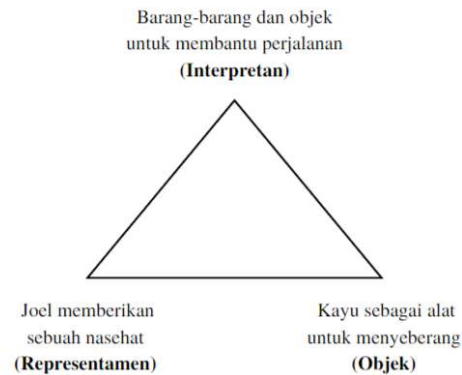 Barang-barang dan objek
untuk membantu perjalanan
(Interpretan)
Joel memberikan
sebuah nasehat
(Representamen)
Kayu sebagai alat
untuk menyeberang
(Objek)